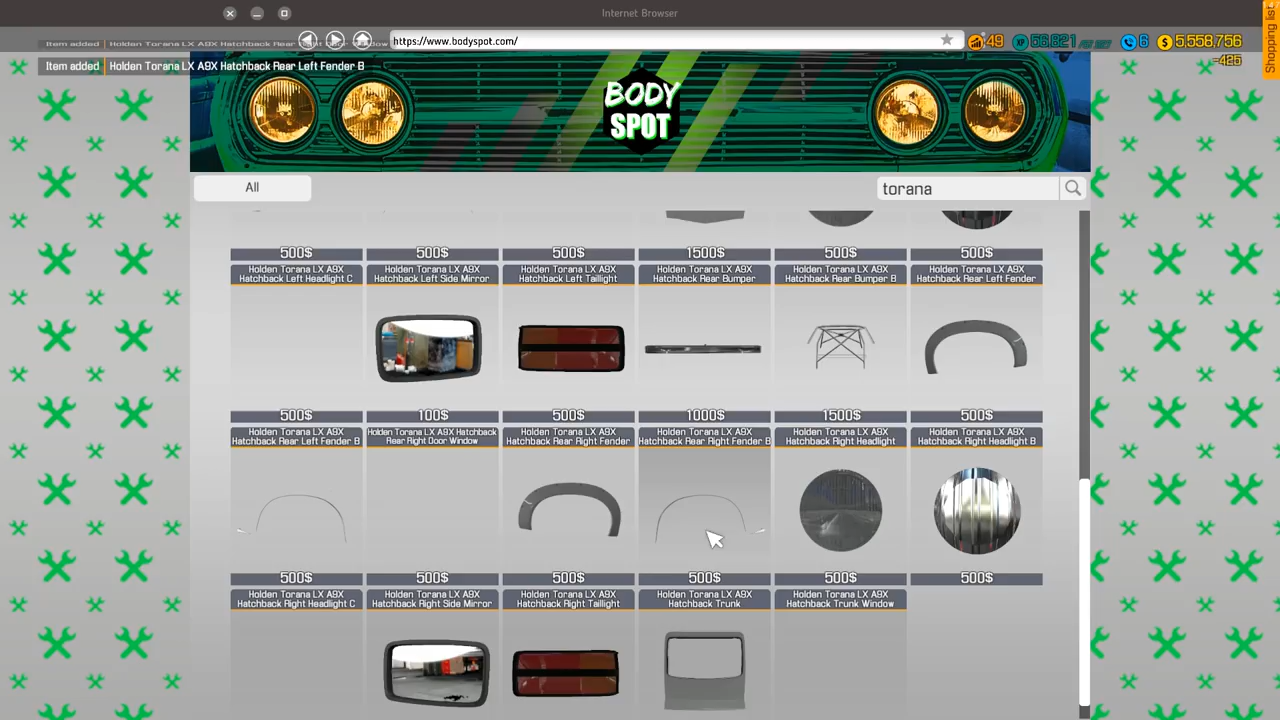 Internet Browser
https://www.bodyspot.com/
49
6
5,558,756
-425
Shopping list
Item added
Item added Holden Torana LX A9X Hatchback Rear Left Fender B
BODY
SPOT
All
torana
500$ 500$ 500$ 1500$ 500$ 500$
Holden Torana LX A9X Hatchback Left Headlight C
Holden Torana LX A9X Hatchback Left Side Mirror
Holden Torana LX A9X Hatchback Left Taillight
Holden Torana LX A9X Hatchback Rear Bumper
Holden Torana LX A9X Hatchback Rear Bumper B
Holden Torana LX A9X Hatchback Rear Left Fender
500$ 100$ 500$ 1000$ 1500$ 500$
Holden Torana LX A9X Hatchback Rear Left Fender B
Holden Torana LX A9X Hatchback Rear Right Door Window
Holden Torana LX A9X Hatchback Rear Right Fender
Holden Torana LX A9X Hatchback Rear Right Fender B
Holden Torana LX A9X Hatchback Right Headlight
Holden Torana LX A9X Hatchback Right Headlight B
500$ 500$ 500$ 500$ 500$ 500$
Holden Torana LX A9X Hatchback Right Headlight C
Holden Torana LX A9X Hatchback Right Side Mirror
Holden Torana LX A9X Hatchback Right Taillight
Holden Torana LX A9X Hatchback Trunk
Holden Torana LX A9X Hatchback Trunk Window